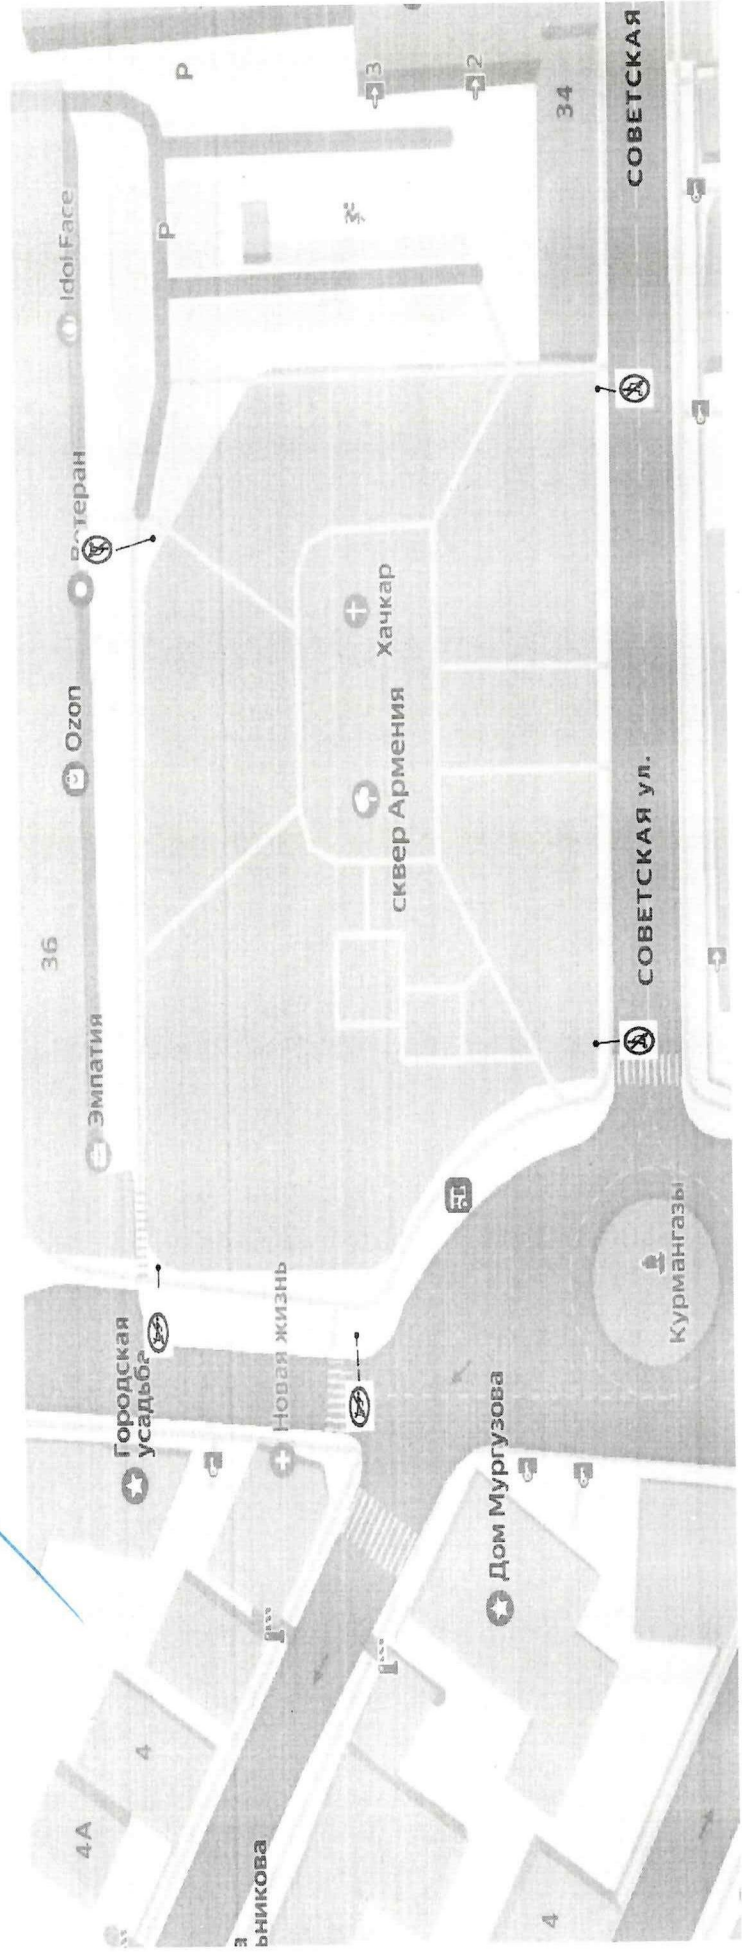 P
3
2
34
СОВЕТСКАЯ
P
Idol Face
Ветеран
Ozon
Хачкар
сквер Армения
36
СОВЕТСКАЯ ул.
Эмпатия
Курмангазы
Городская
усадьба
Новая жизнь
Дом Мургузова
4
4А
ьникова
4